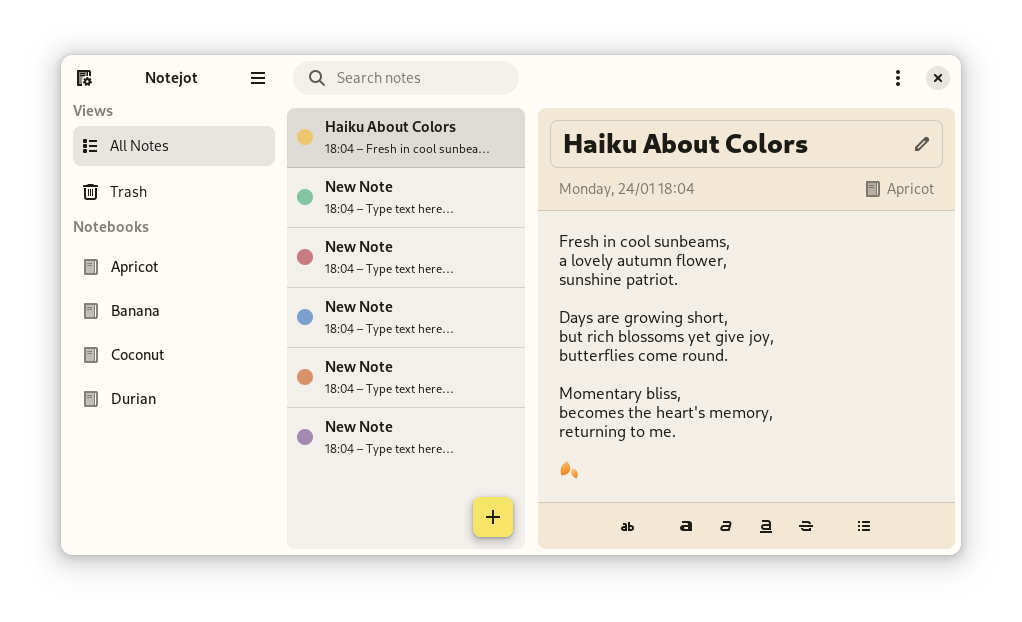 Notejot
Search notes
Views
All Notes
Trash
Notebooks
Apricot
Banana
Coconut
Durian
Haiku About Colors
18:04 – Fresh in cool sunbea…
New Note
18:04 – Type text here…
New Note
18:04 – Type text here…
New Note
18:04 – Type text here…
New Note
18:04 – Type text here…
New Note
18:04 – Type text here…
Haiku About Colors
Monday, 24/01 18:04
Apricot
Fresh in cool sunbeams,
a lovely autumn flower,
sunshine patriot.
Days are growing short,
but rich blossoms yet give joy,
butterflies come round.
Momentary bliss,
becomes the heart's memory,
returning to me.
ab a a a